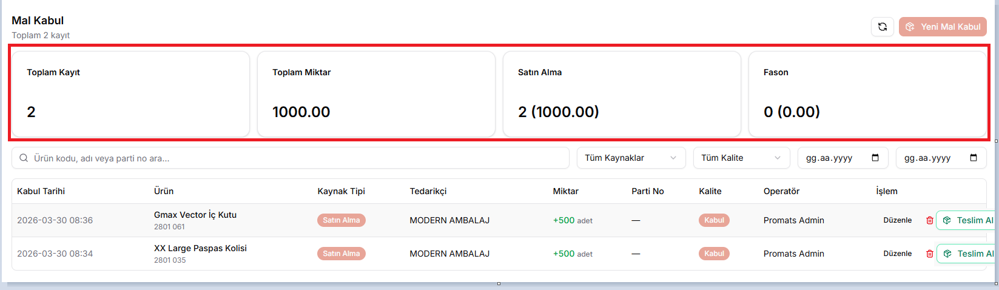 Mal Kabul
Toplam 2 kayıt
Yeni Mal Kabul
Toplam Kayıt
2
Toplam Miktar
1000.00
Satın Alma
2 (1000.00)
Fason
0 (0.00)
Ürün kodu, adı veya parti no ara...
Tüm Kaynaklar
Tüm Kalite
gg.aa.yyyy
gg.aa.yyyy
Kabul Tarihi Ürün Kaynak Tipi Tedarikçi Miktar Parti No Kalite Operatör İşlem
2026-03-30 08:36 Gmax Vector İç Kutu Satın Alma MODERN AMBALAJ +500 adet — Kabul Promats Admin Düzenle Teslim Al
2801 061
2026-03-30 08:34 XX Large Paspas Kolisi Satın Alma MODERN AMBALAJ +500 adet — Kabul Promats Admin Düzenle Teslim Al
2801 035